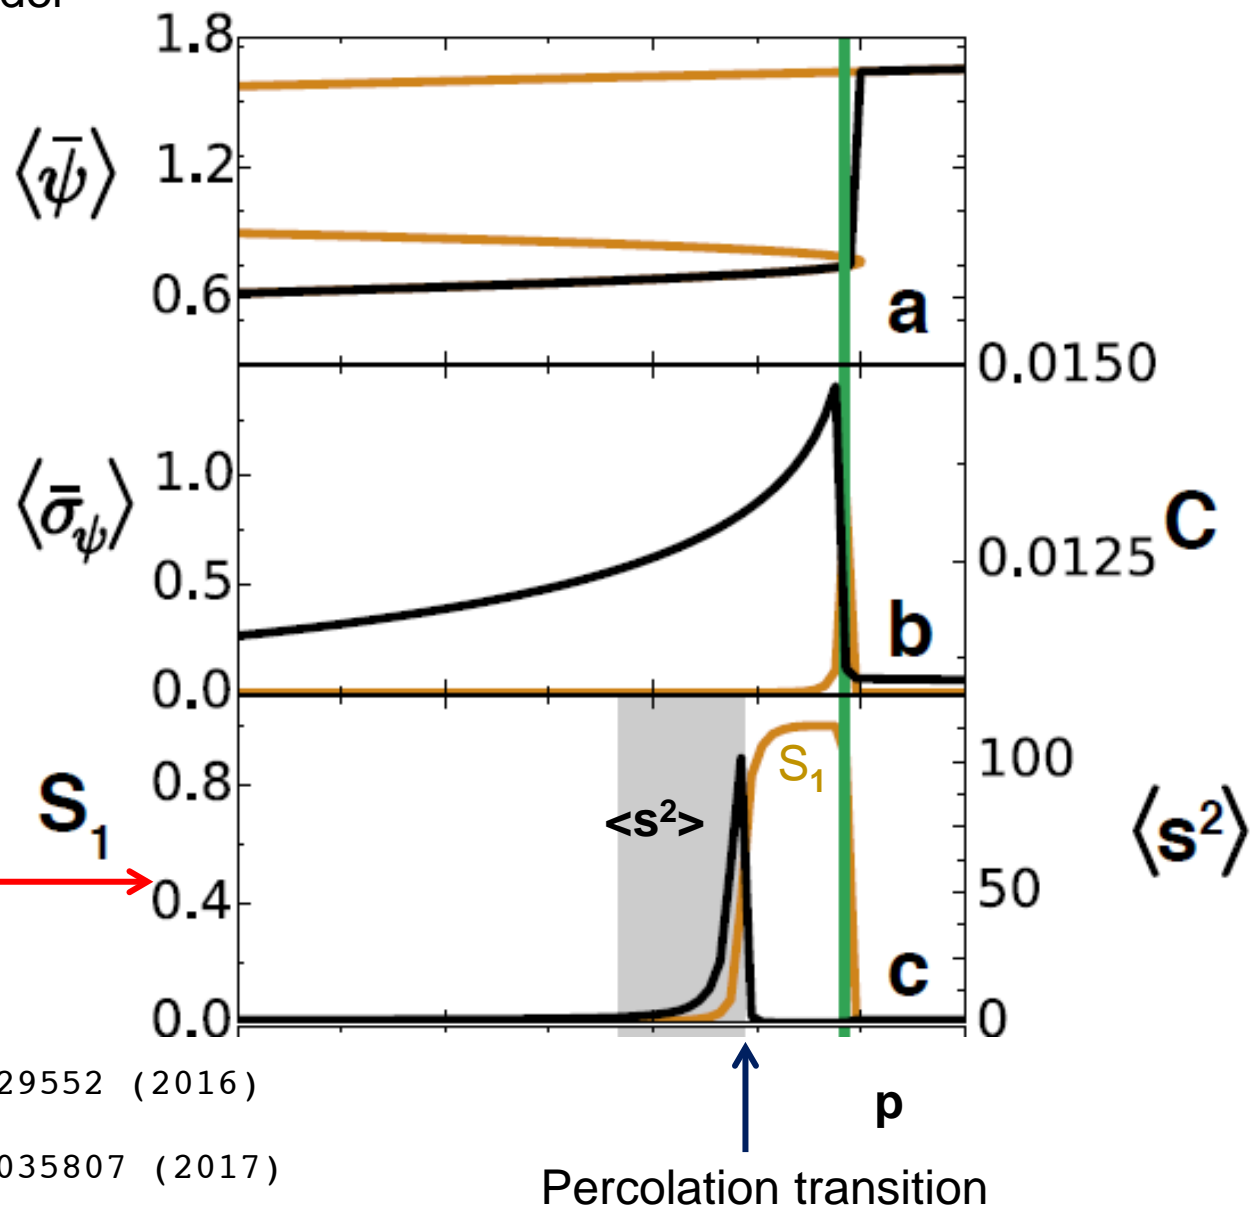 1.8
⟨ψ̄⟩
1.2
0.6
a
0.0150
⟨σ̄ψ⟩
1.0
C
0.0125
0.5
b
0.0
S₁
100
0.8
S₁
<s²>
⟨s²⟩
50
0.4
c
0.0
0
29552 (2016)
p
035807 (2017)
Percolation transition